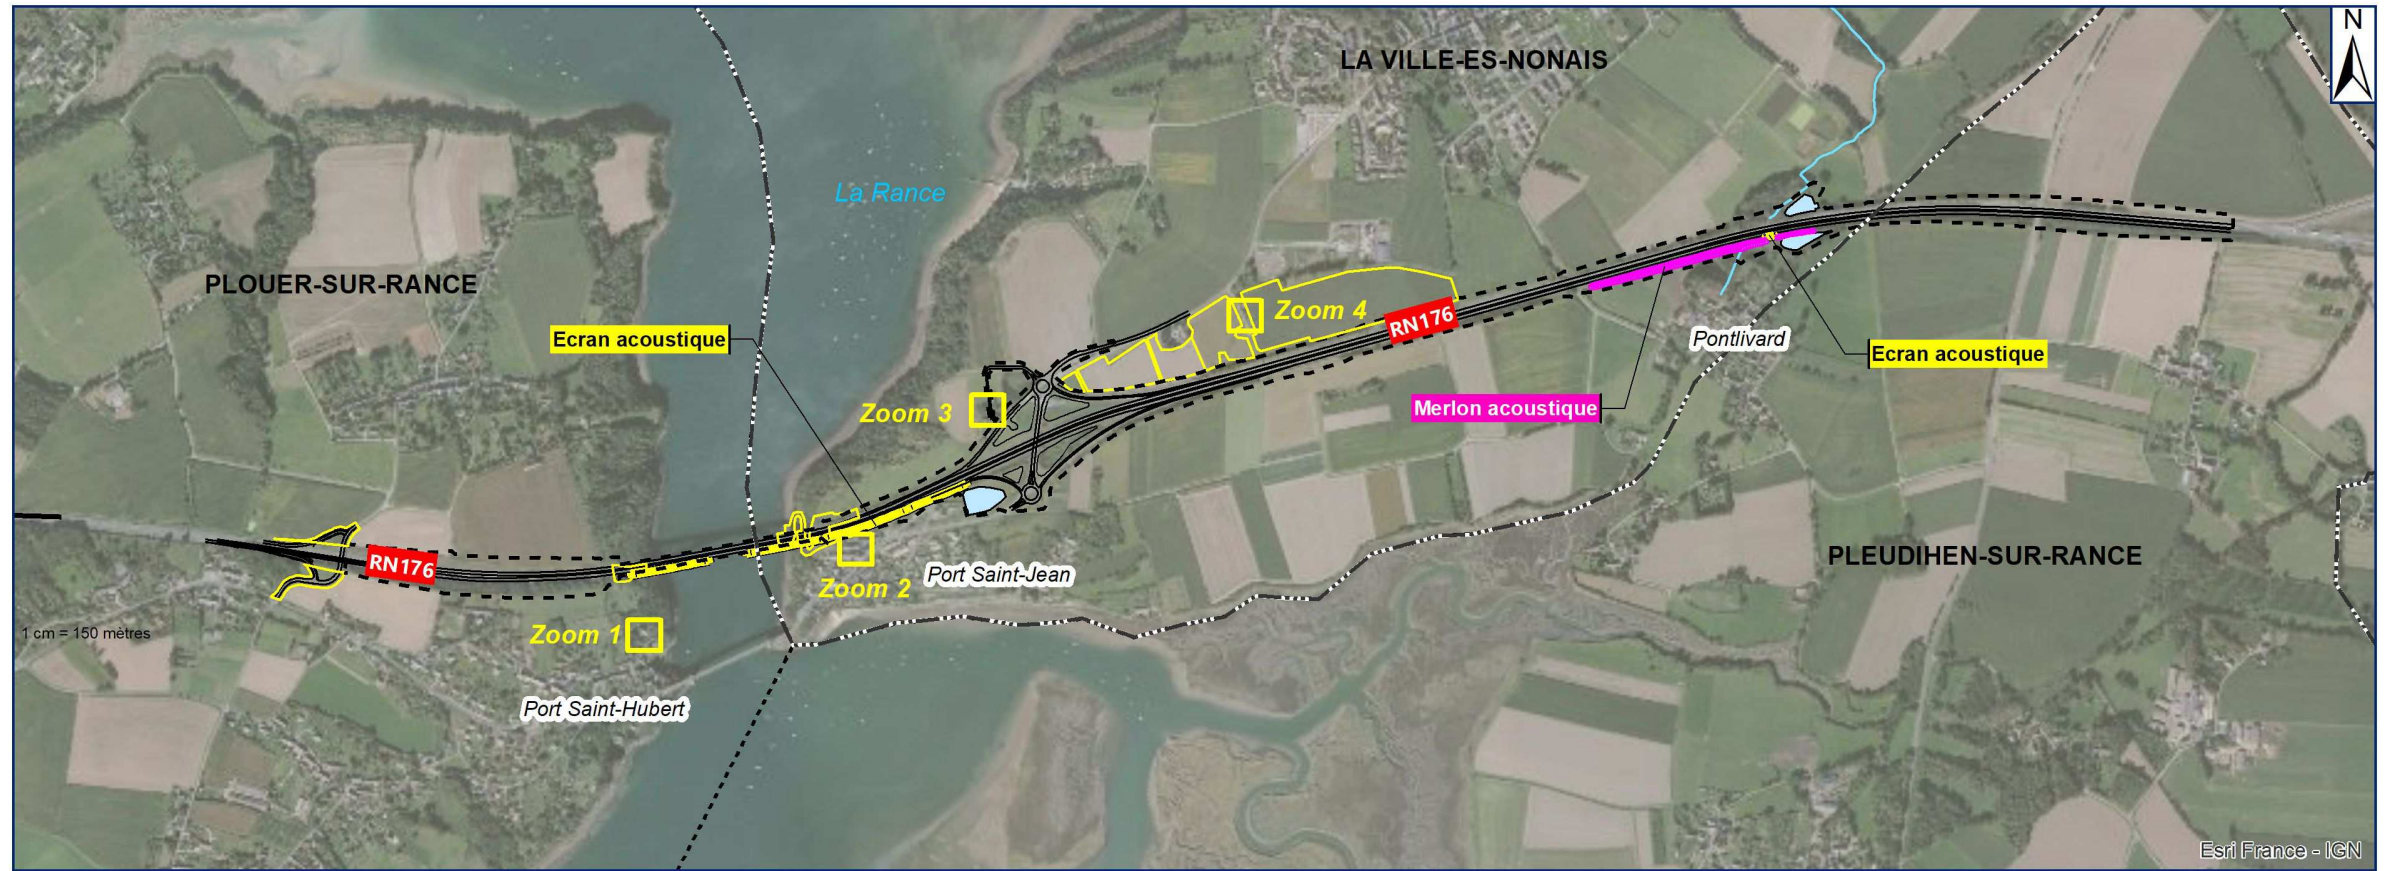 N
LA VILLE-ES-NONAIS
La Rance
PLOUER-SUR-RANCE
Zoom 4
RN176
Ecran acoustique
Pontlivard
Ecran acoustique
Zoom 3
Merlon acoustique
RN176
PLEUDIHEN-SUR-RANCE
Port Saint-Jean
Zoom 2
1 cm = 150 mètres
Zoom 1
Port Saint-Hubert
Esri France - IGN